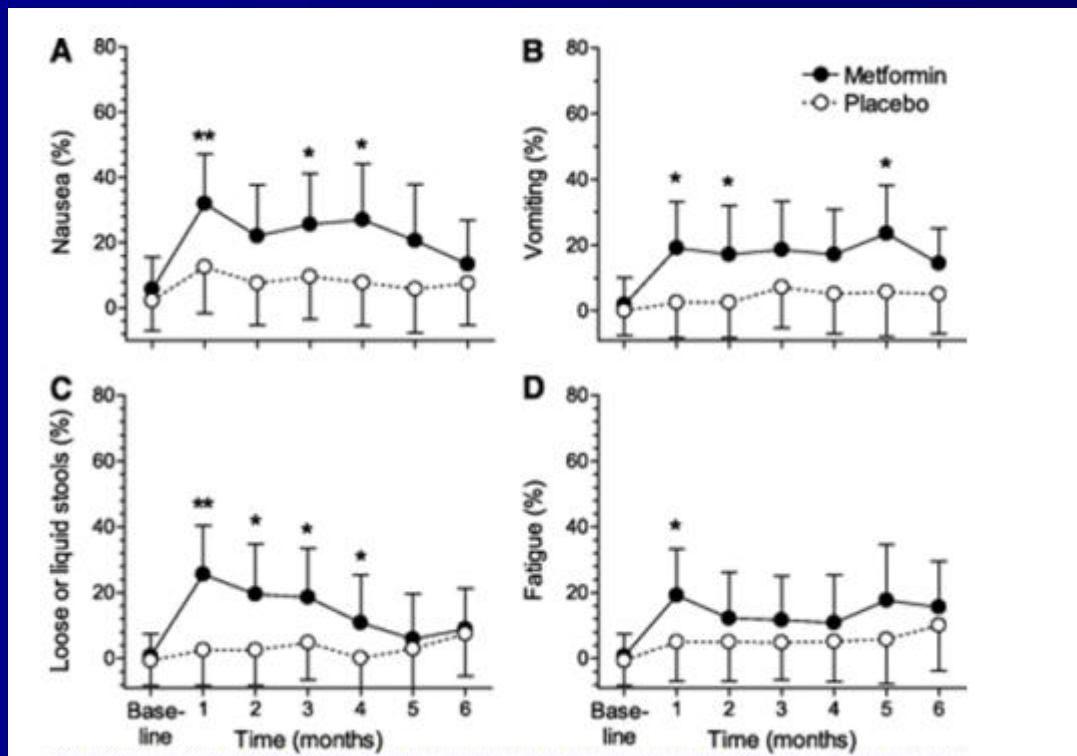 A
80
60
40
20
0
Nausea (%)
**
*
*
B
80
60
40
20
0
Vomiting (%)
*
*
*
Metformin
Placebo
C
80
60
40
20
0
Loose or liquid stools (%)
**
*
*
*
Base-
line
1 2 3 4 5 6
Time (months)
D
80
60
40
20
0
Fatigue (%)
*
Base-
line
1 2 3 4 5 6
Time (months)